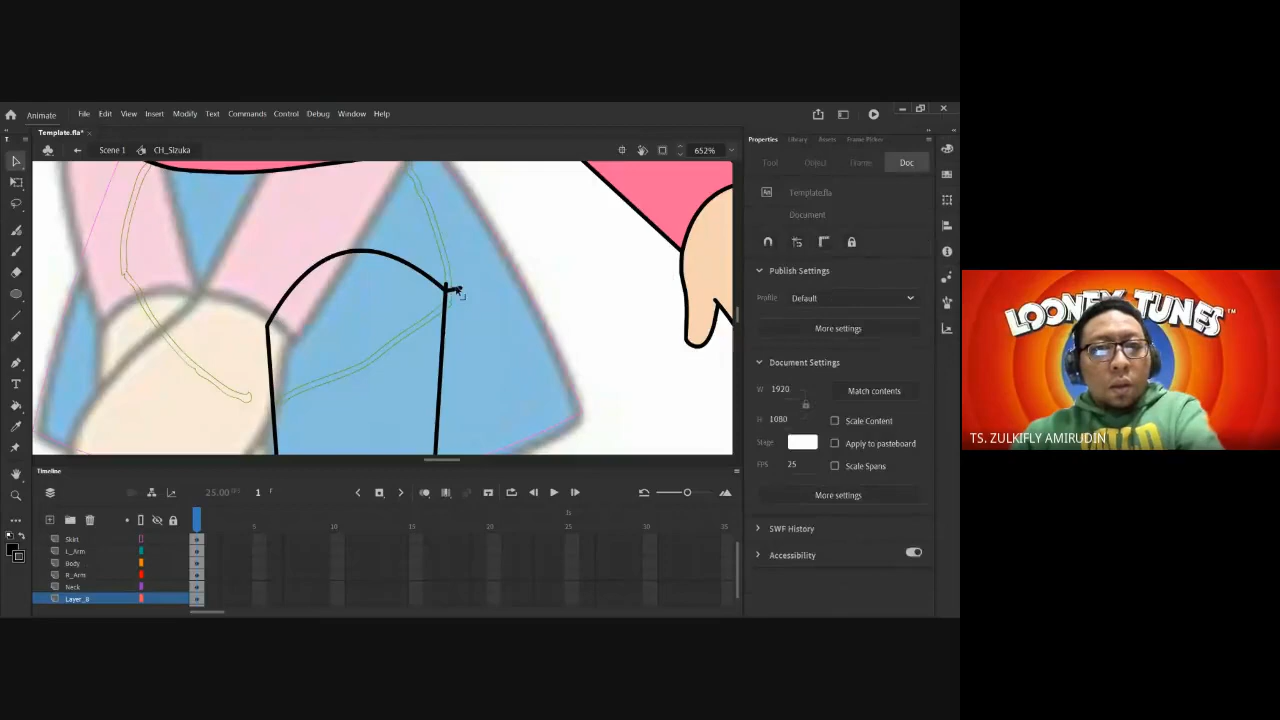 Animate File Edit View Insert Modify Text Commands Control Debug Window Help
Template.fla*
Scene 1 CH_Sizuka 652%
Properties Library Assets Frame Picker
Tool Object Frame Doc
Template.fla
Document
Publish Settings
Profile Default
More settings
Document Settings
W 1920 Match contents
H 1080 Scale Content
Stage Apply to pasteboard
FPS 25 Scale Spans
More settings
SWF History
Accessibility
LOONEY TUNES™
TS. ZULKIFLY AMIRUDIN
Timeline
25.00 FPS 1 F
1s
5 10 15 20 25 30 35
Skirt
L_Arm
Body
R_Arm
Neck
Layer_8